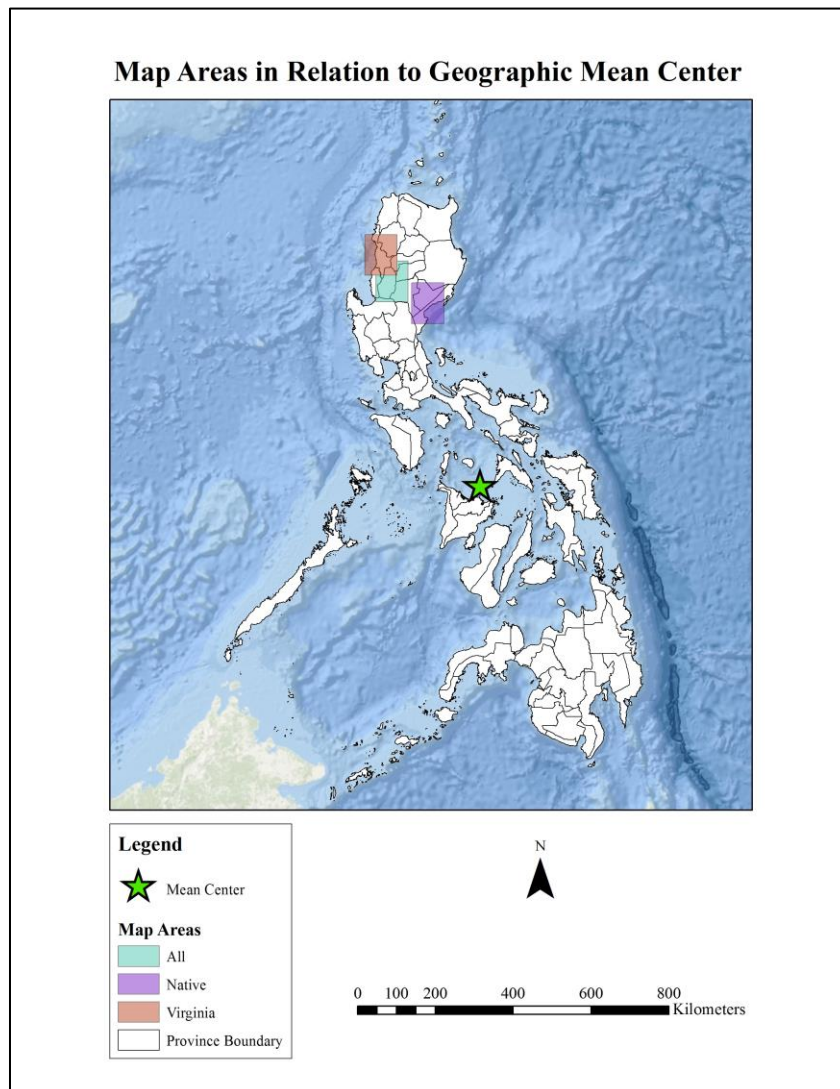 Map Areas in Relation to Geographic Mean Center
Legend
Mean Center
Map Areas
All
Native
Virginia
Province Boundary
N
0 100 200 400 600 800
Kilometers